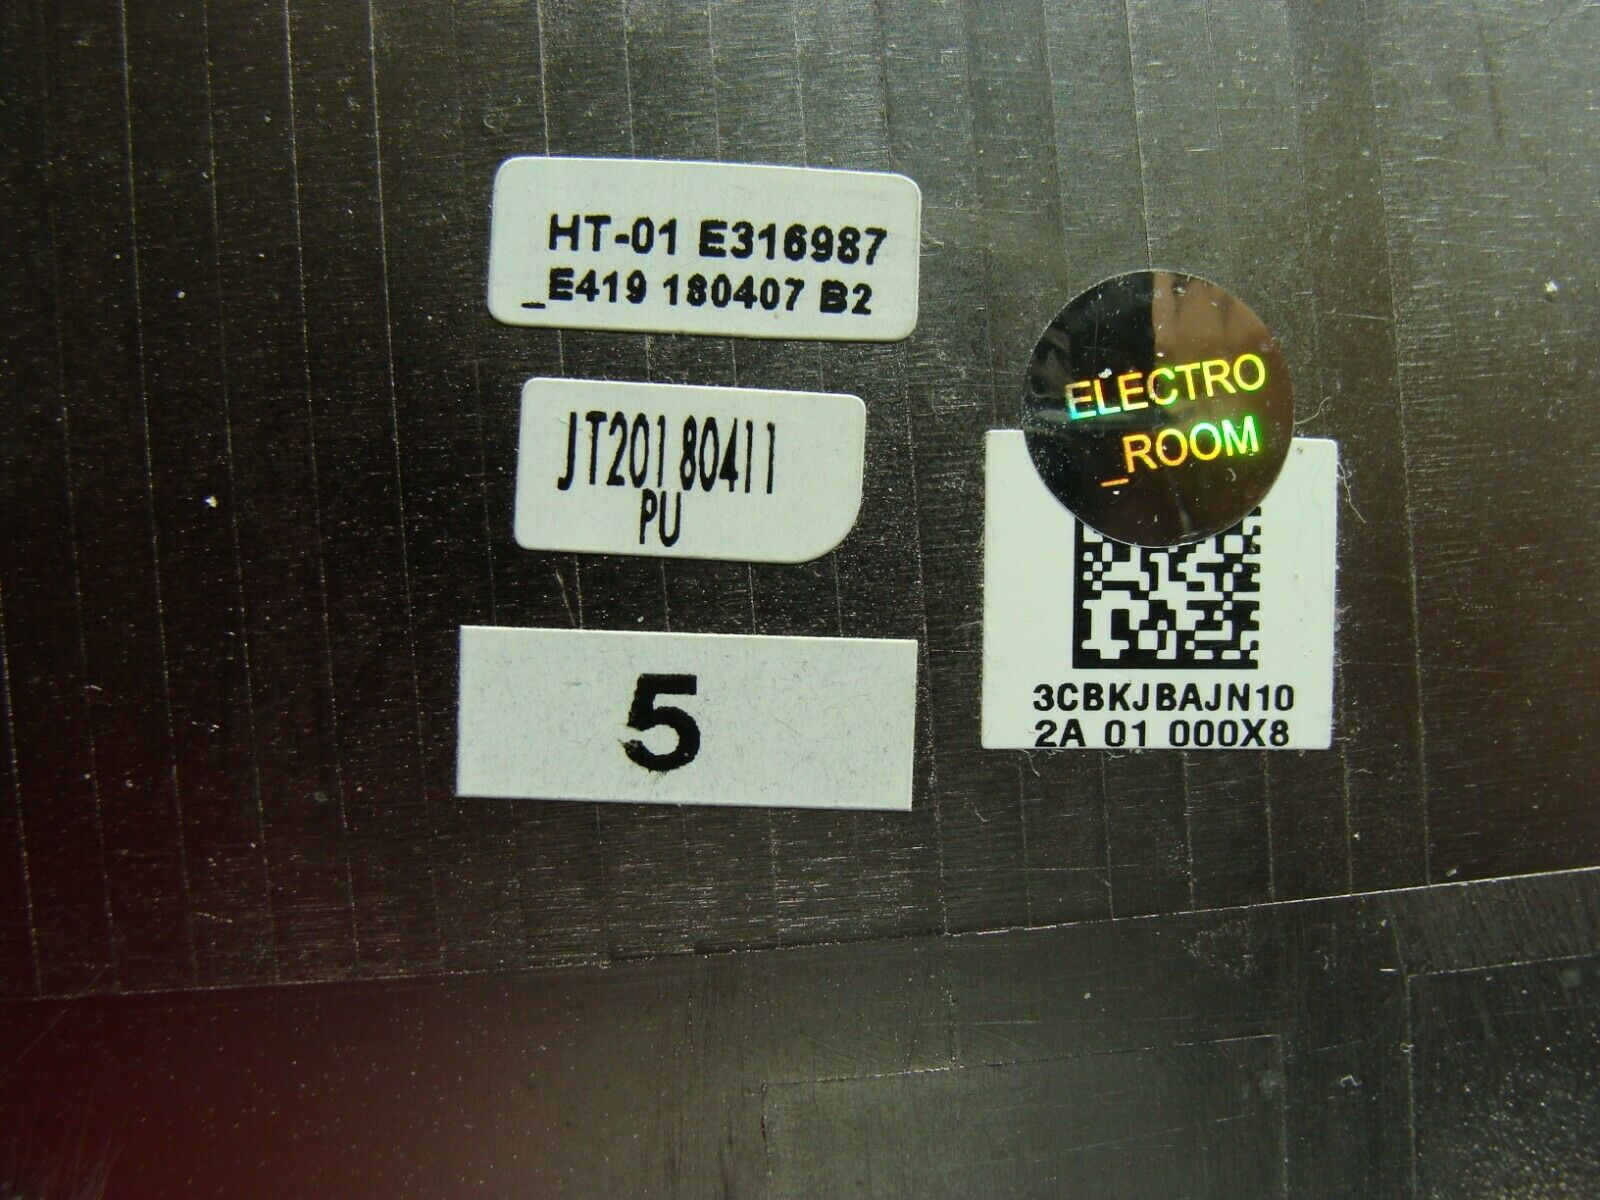 HT-01 E316987
_E419 180407 B2
JT20180411
PU
5
ELECTRO
_ROOM
3CBKJBAJN10
2A 01 000X8